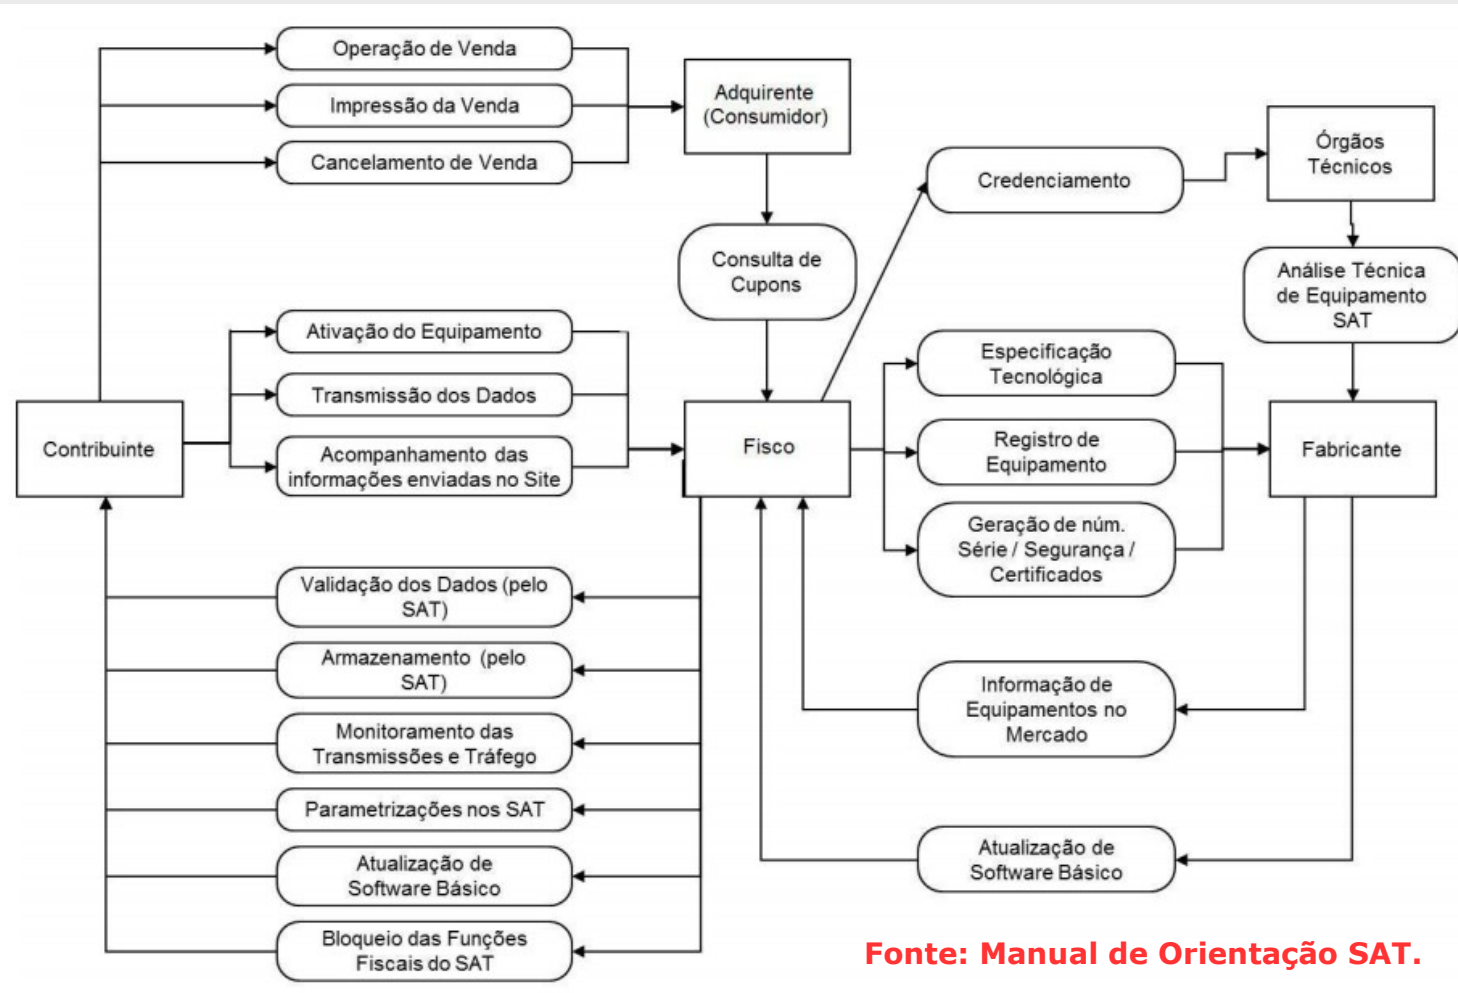 Operação de Venda
Impressão da Venda
Cancelamento de Venda
Adquirente
(Consumidor)
Órgãos
Técnicos
Credenciamento
Consulta de
Cupons
Análise Técnica
de Equipamento
SAT
Ativação do Equipamento
Transmissão dos Dados
Acompanhamento das
informações enviadas no Site
Contribuinte
Fisco
Especificação
Tecnológica
Registro de
Equipamento
Geração de núm.
Série / Segurança /
Certificados
Fabricante
Validação dos Dados (pelo
SAT)
Armazenamento (pelo
SAT)
Monitoramento das
Transmissões e Tráfego
Parametrizações nos SAT
Atualização de
Software Básico
Bloqueio das Funções
Fiscais do SAT
Informação de
Equipamentos no
Mercado
Atualização de
Software Básico
Fonte: Manual de Orientação SAT.